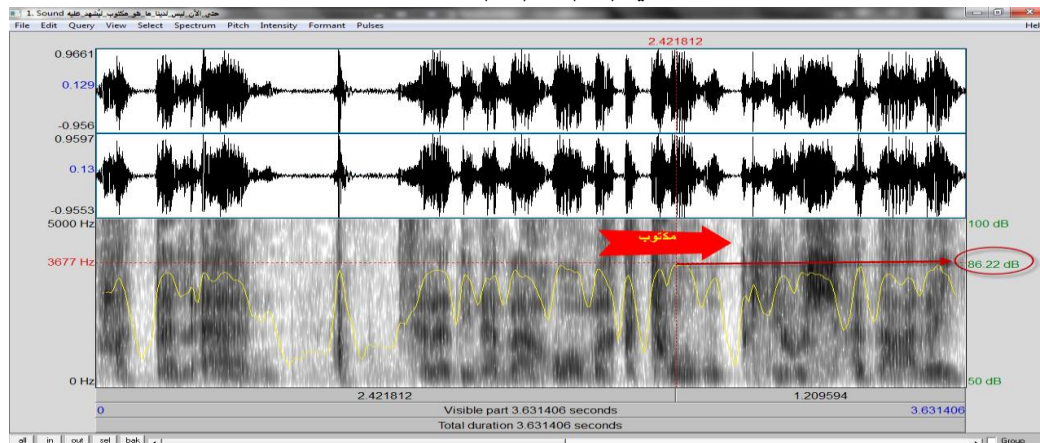 1. Sound حتى_الآن_ليس_لدينا_ما_هو_مكتوب_لنشهد_عليه
File Edit Query View Select Spectrum Pitch Intensity Formant Pulses Hel
2.421812
0.9661
0.129
-0.956
0.9597
0.13
-0.9553
5000 Hz 100 dB
مكتوب
3677 Hz 86.22 dB
0 Hz 50 dB
2.421812 1.209594
0 Visible part 3.631406 seconds 3.631406
Total duration 3.631406 seconds
all in out sel bak Group